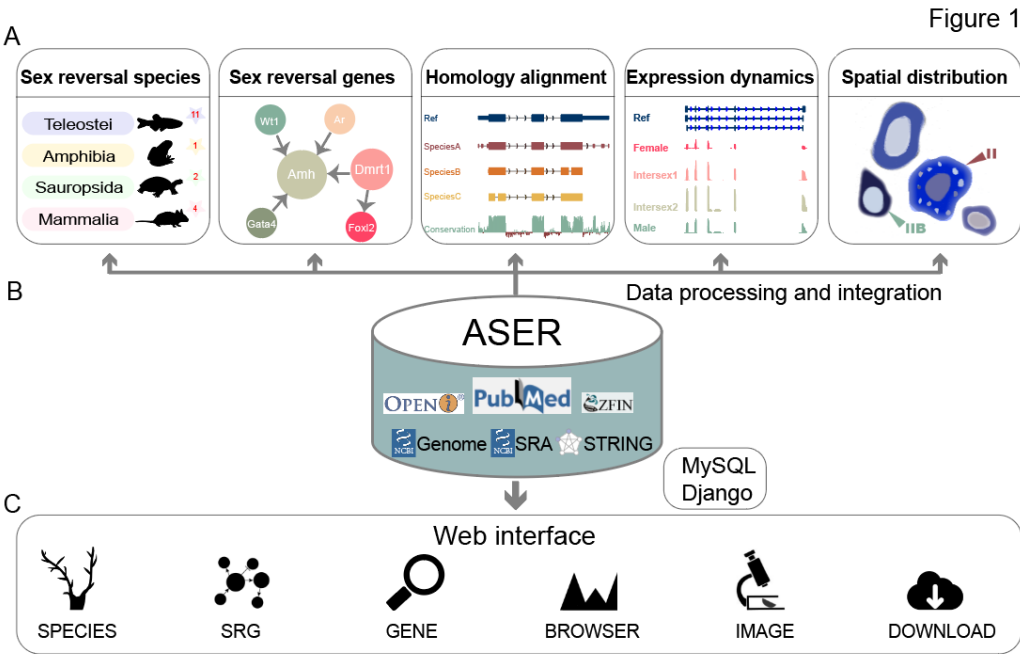 Figure 1
A
Sex reversal species
Sex reversal genes
Homology alignment
Expression dynamics
Spatial distribution
Teleostei
11
Amphibia
1
Sauropsida
2
Mammalia
4
Wt1
Ar
Amh
Dmrt1
Gata4
Foxl2
Ref
SpeciesA
SpeciesB
SpeciesC
Conservation
Ref
Female
Intersex1
Intersex2
Male
II
IIB
B
Data processing and integration
ASER
OPEN i
PubMed
ZFIN
NCBI Genome
NCBI SRA
STRING
MySQL
Django
C
Web interface
SPECIES
SRG
GENE
BROWSER
IMAGE
DOWNLOAD